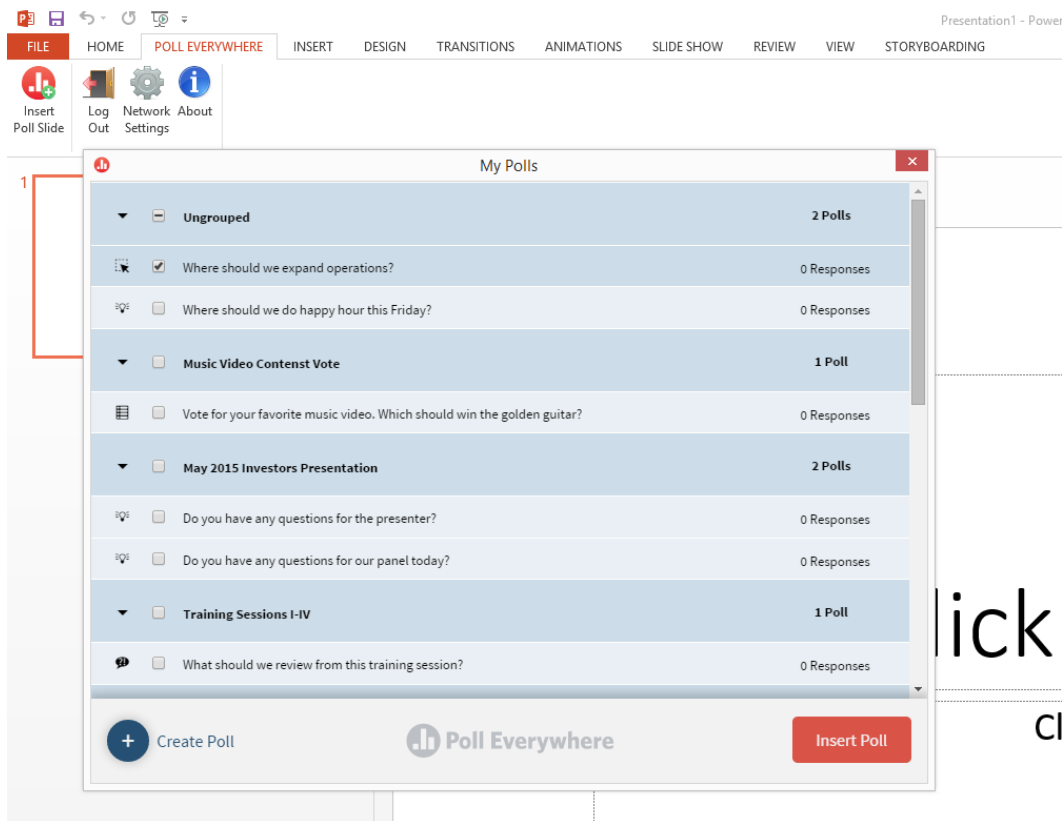 Presentation1 - Power
FILE HOME POLL EVERYWHERE INSERT DESIGN TRANSITIONS ANIMATIONS SLIDE SHOW REVIEW VIEW STORYBOARDING
Insert Poll Slide
Log Out
Network Settings
About
1
My Polls
Ungrouped 2 Polls
Where should we expand operations? 0 Responses
Where should we do happy hour this Friday? 0 Responses
Music Video Contenst Vote 1 Poll
Vote for your favorite music video. Which should win the golden guitar? 0 Responses
May 2015 Investors Presentation 2 Polls
Do you have any questions for the presenter? 0 Responses
Do you have any questions for our panel today? 0 Responses
Training Sessions I-IV 1 Poll
What should we review from this training session? 0 Responses
lick
Cl
Create Poll Poll Everywhere Insert Poll